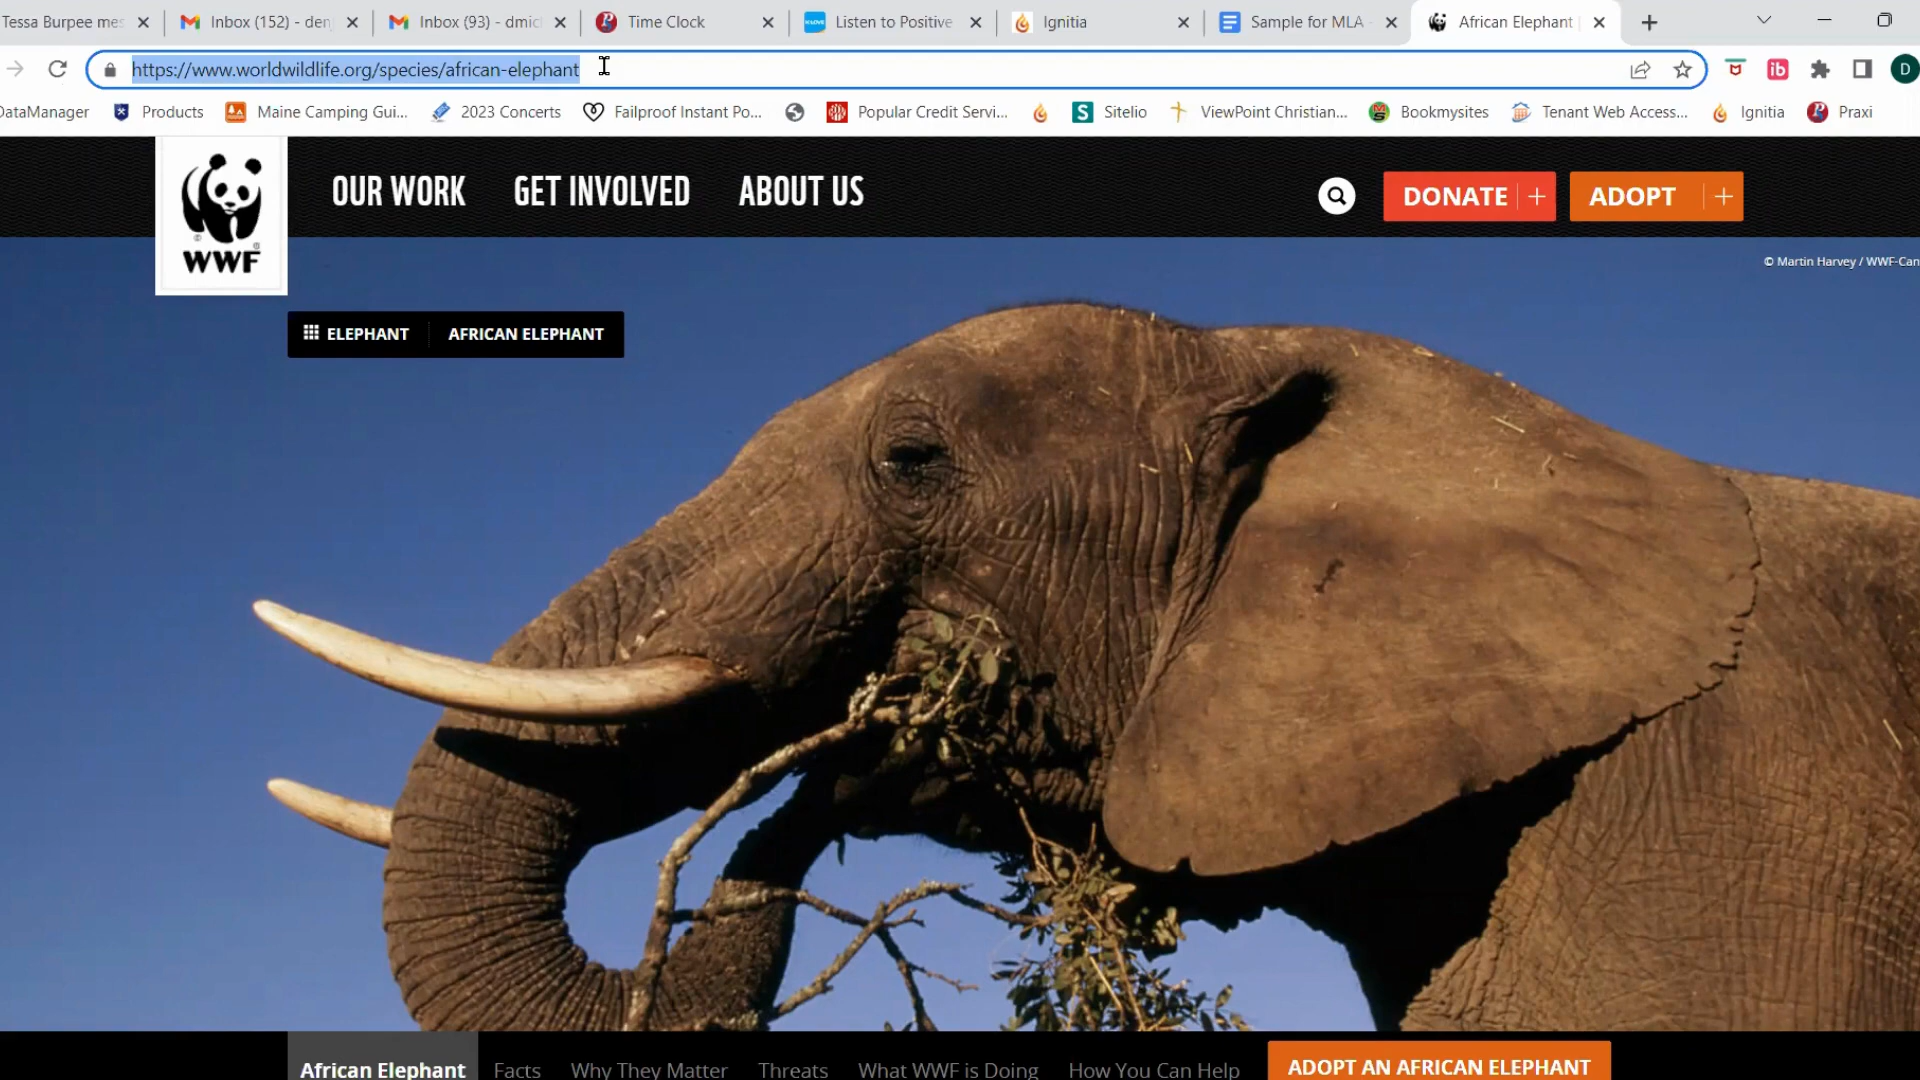 Tessa Burpee mes
Inbox (152) - denj
Inbox (93) - dmic
Time Clock
Listen to Positive
Ignitia
Sample for MLA -
African Elephant |
https://www.worldwildlife.org/species/african-elephant
D
DataManager
Products
Maine Camping Gui...
2023 Concerts
Failproof Instant Po...
Popular Credit Servi...
Sitelio
ViewPoint Christian...
Bookmysites
Tenant Web Access...
Ignitia
Praxi
OUR WORK
GET INVOLVED
ABOUT US
DONATE +
ADOPT +
WWF
© Martin Harvey / WWF-Can
ELEPHANT
AFRICAN ELEPHANT
African Elephant
Facts
Why They Matter
Threats
What WWF is Doing
How You Can Help
ADOPT AN AFRICAN ELEPHANT